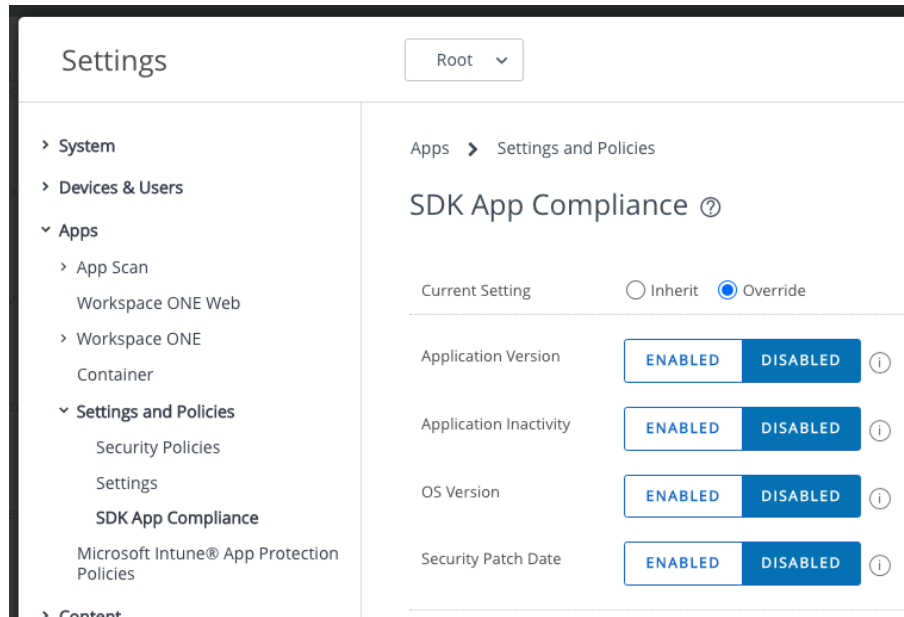 Settings
Root
System
Devices & Users
Apps
App Scan
Workspace ONE Web
Workspace ONE
Container
Settings and Policies
Security Policies
Settings
SDK App Compliance
Microsoft Intune® App Protection
Policies
Content
Apps > Settings and Policies
SDK App Compliance
Current Setting Inherit Override
Application Version ENABLED DISABLED
Application Inactivity ENABLED DISABLED
OS Version ENABLED DISABLED
Security Patch Date ENABLED DISABLED